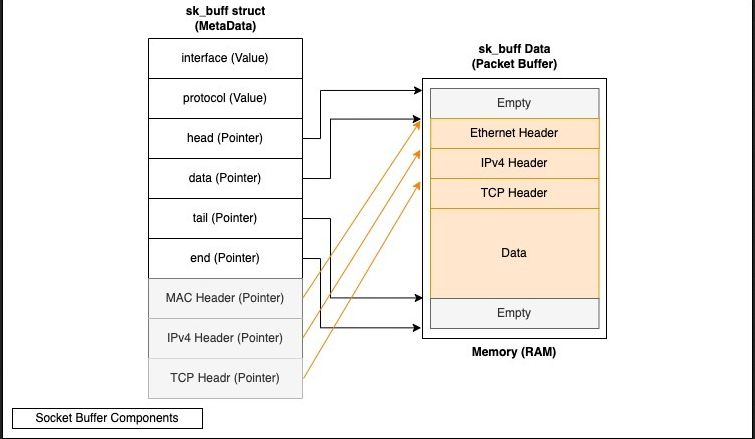 sk_buff struct
(MetaData)
interface (Value)
protocol (Value)
head (Pointer)
data (Pointer)
tail (Pointer)
end (Pointer)
MAC Header (Pointer)
IPv4 Header (Pointer)
TCP Headr (Pointer)
sk_buff Data
(Packet Buffer)
Empty
Ethernet Header
IPv4 Header
TCP Header
Data
Empty
Memory (RAM)
Socket Buffer Components